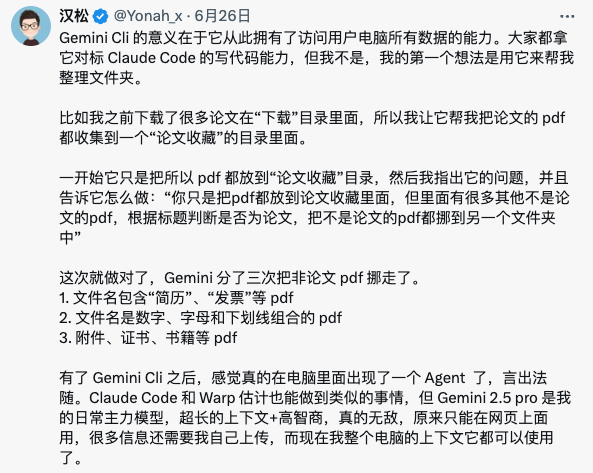 汉松 @Yonah_x · 6月26日
Gemini Cli 的意义在于它从此拥有了访问用户电脑所有数据的能力。大家都拿
它对标 Claude Code 的写代码能力，但我不是，我的第一个想法是用它来帮我
整理文件夹。
比如我之前下载了很多论文在“下载”目录里面，所以我让它帮我把论文的 pdf
都收集到一个“论文收藏”的目录里面。
一开始它只是把所以 pdf 都放到“论文收藏”目录，然后我指出它的问题，并且
告诉它怎么做：“你只是把pdf都放到论文收藏里面，但里面有很多其他不是论
文的pdf，根据标题判断是否为论文，把不是论文的pdf都挪到另一个文件夹
中”
这次就做对了，Gemini 分了三次把非论文 pdf 挪走了。
1. 文件名包含“简历”、“发票”等 pdf
2. 文件名是数字、字母和下划线组合的 pdf
3. 附件、证书、书籍等 pdf
有了 Gemini Cli 之后，感觉真的在电脑里面出现了一个 Agent 了，言出法
随。Claude Code 和 Warp 估计也能做到类似的事情，但 Gemini 2.5 pro 是我
的日常主力模型，超长的上下文+高智商，真的无敌，原来只能在网页上面
用，很多信息还需要我自己上传，而现在我整个电脑的上下文它都可以使用
了。